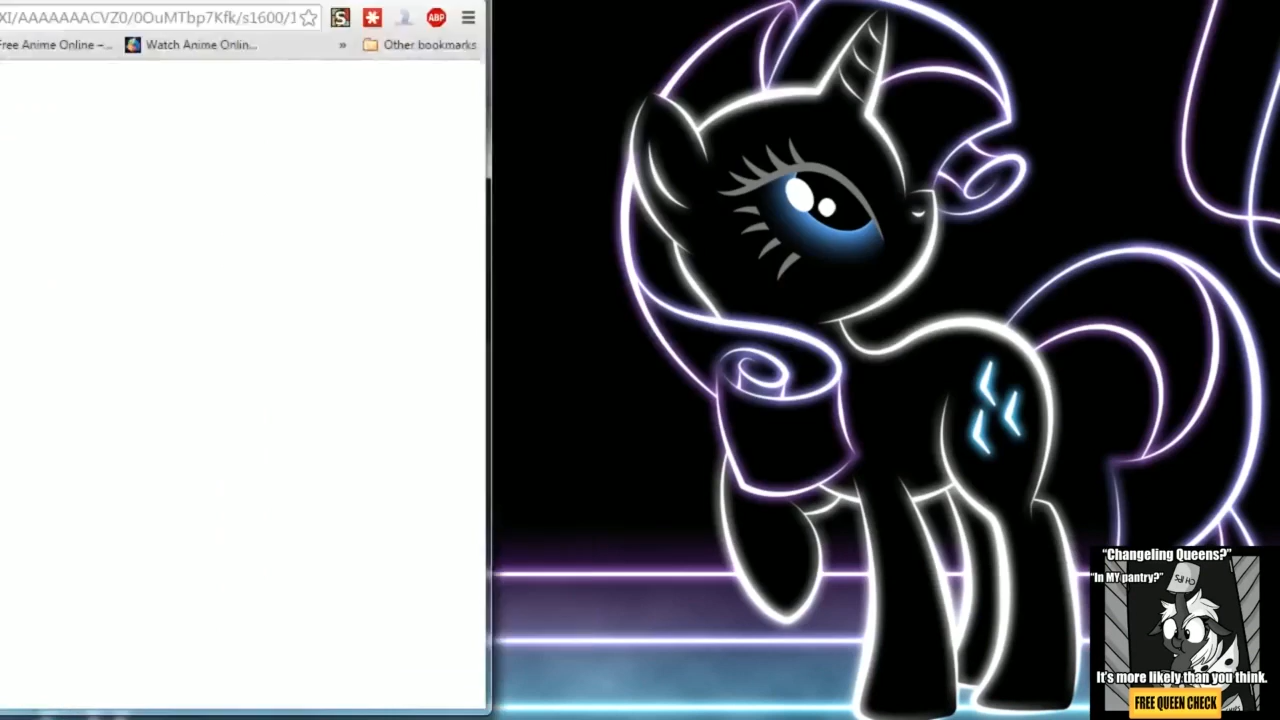 XI/AAAAAAACVZ0/0OuMTbp7Kfk/s1600/1
ABP
Free Anime Online –...
Watch Anime Onlin...
»
Other bookmarks
"Changeling Queens?"
"In MY pantry?"
It's more likely than you think.
FREE QUEEN CHECK